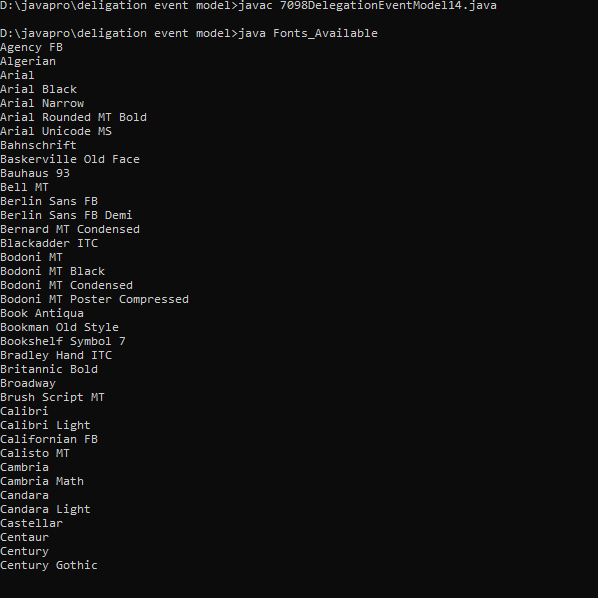 D:\javapro\deligation event model>javac 7098DelegationEventModel14.java
D:\javapro\deligation event model>java Fonts_Available
Agency FB
Algerian
Arial
Arial Black
Arial Narrow
Arial Rounded MT Bold
Arial Unicode MS
Bahnschrift
Baskerville Old Face
Bauhaus 93
Bell MT
Berlin Sans FB
Berlin Sans FB Demi
Bernard MT Condensed
Blackadder ITC
Bodoni MT
Bodoni MT Black
Bodoni MT Condensed
Bodoni MT Poster Compressed
Book Antiqua
Bookman Old Style
Bookshelf Symbol 7
Bradley Hand ITC
Britannic Bold
Broadway
Brush Script MT
Calibri
Calibri Light
Californian FB
Calisto MT
Cambria
Cambria Math
Candara
Candara Light
Castellar
Centaur
Century
Century Gothic